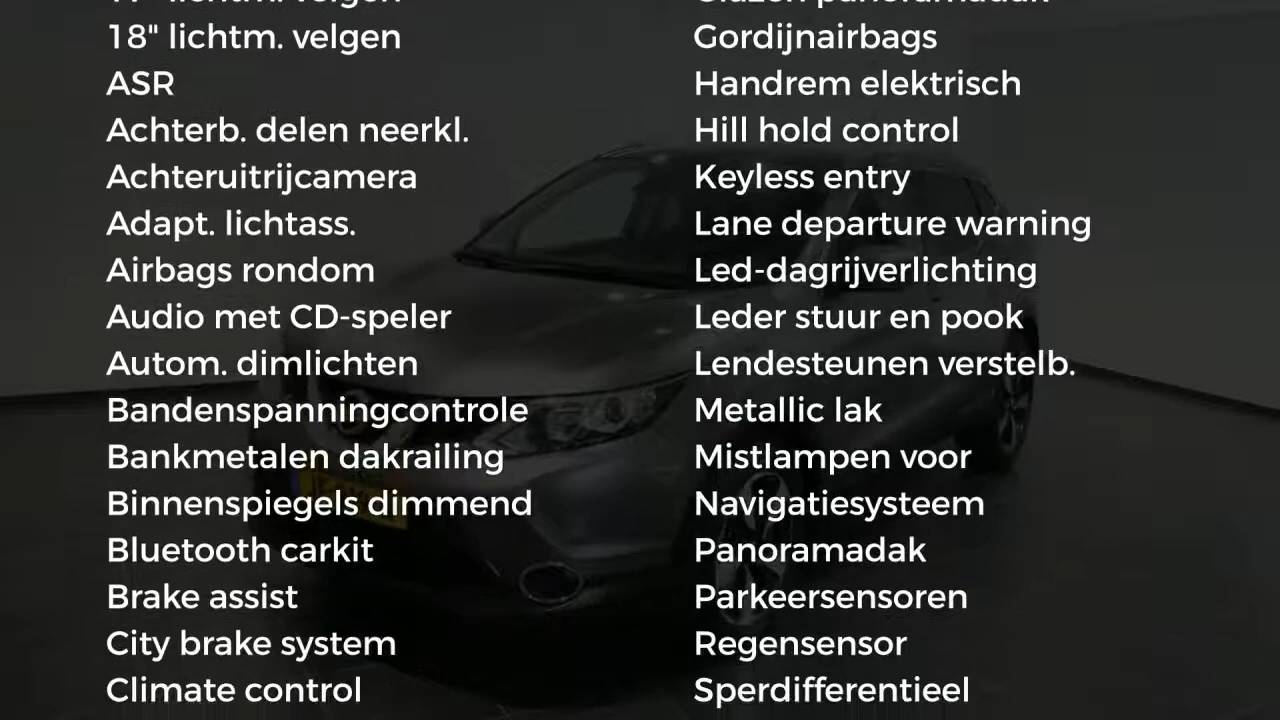 18" lichtm. velgen
ASR
Achterb. delen neerkl.
Achteruitrijcamera
Adapt. lichtass.
Airbags rondom
Audio met CD-speler
Autom. dimlichten
Bandenspanningcontrole
Bankmetalen dakrailing
Binnenspiegels dimmend
Bluetooth carkit
Brake assist
City brake system
Climate control
Glazen panoramadak
Gordijnairbags
Handrem elektrisch
Hill hold control
Keyless entry
Lane departure warning
Led-dagrijverlichting
Leder stuur en pook
Lendesteunen verstelb.
Metallic lak
Mistlampen voor
Navigatiesysteem
Panoramadak
Parkeersensoren
Regensensor
Sperdifferentieel